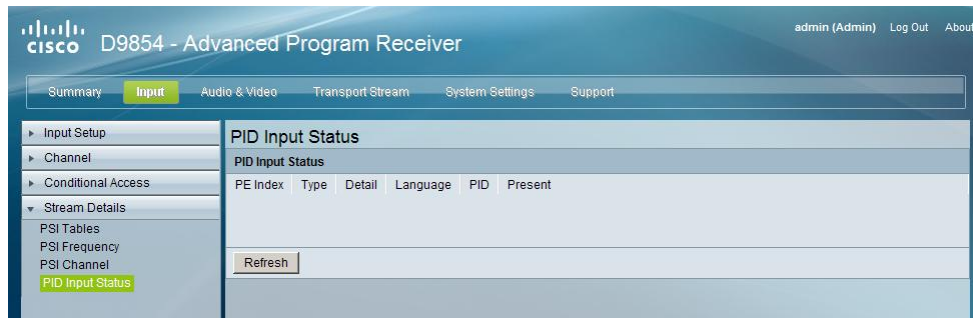 CISCO D9854 - Advanced Program Receiver
admin (Admin) Log Out About
Summary Input Audio & Video Transport Stream System Settings Support
Input Setup
Channel
Conditional Access
Stream Details
PSI Tables
PSI Frequency
PSI Channel
PID Input Status
PID Input Status
PID Input Status
PE Index Type Detail Language PID Present
Refresh